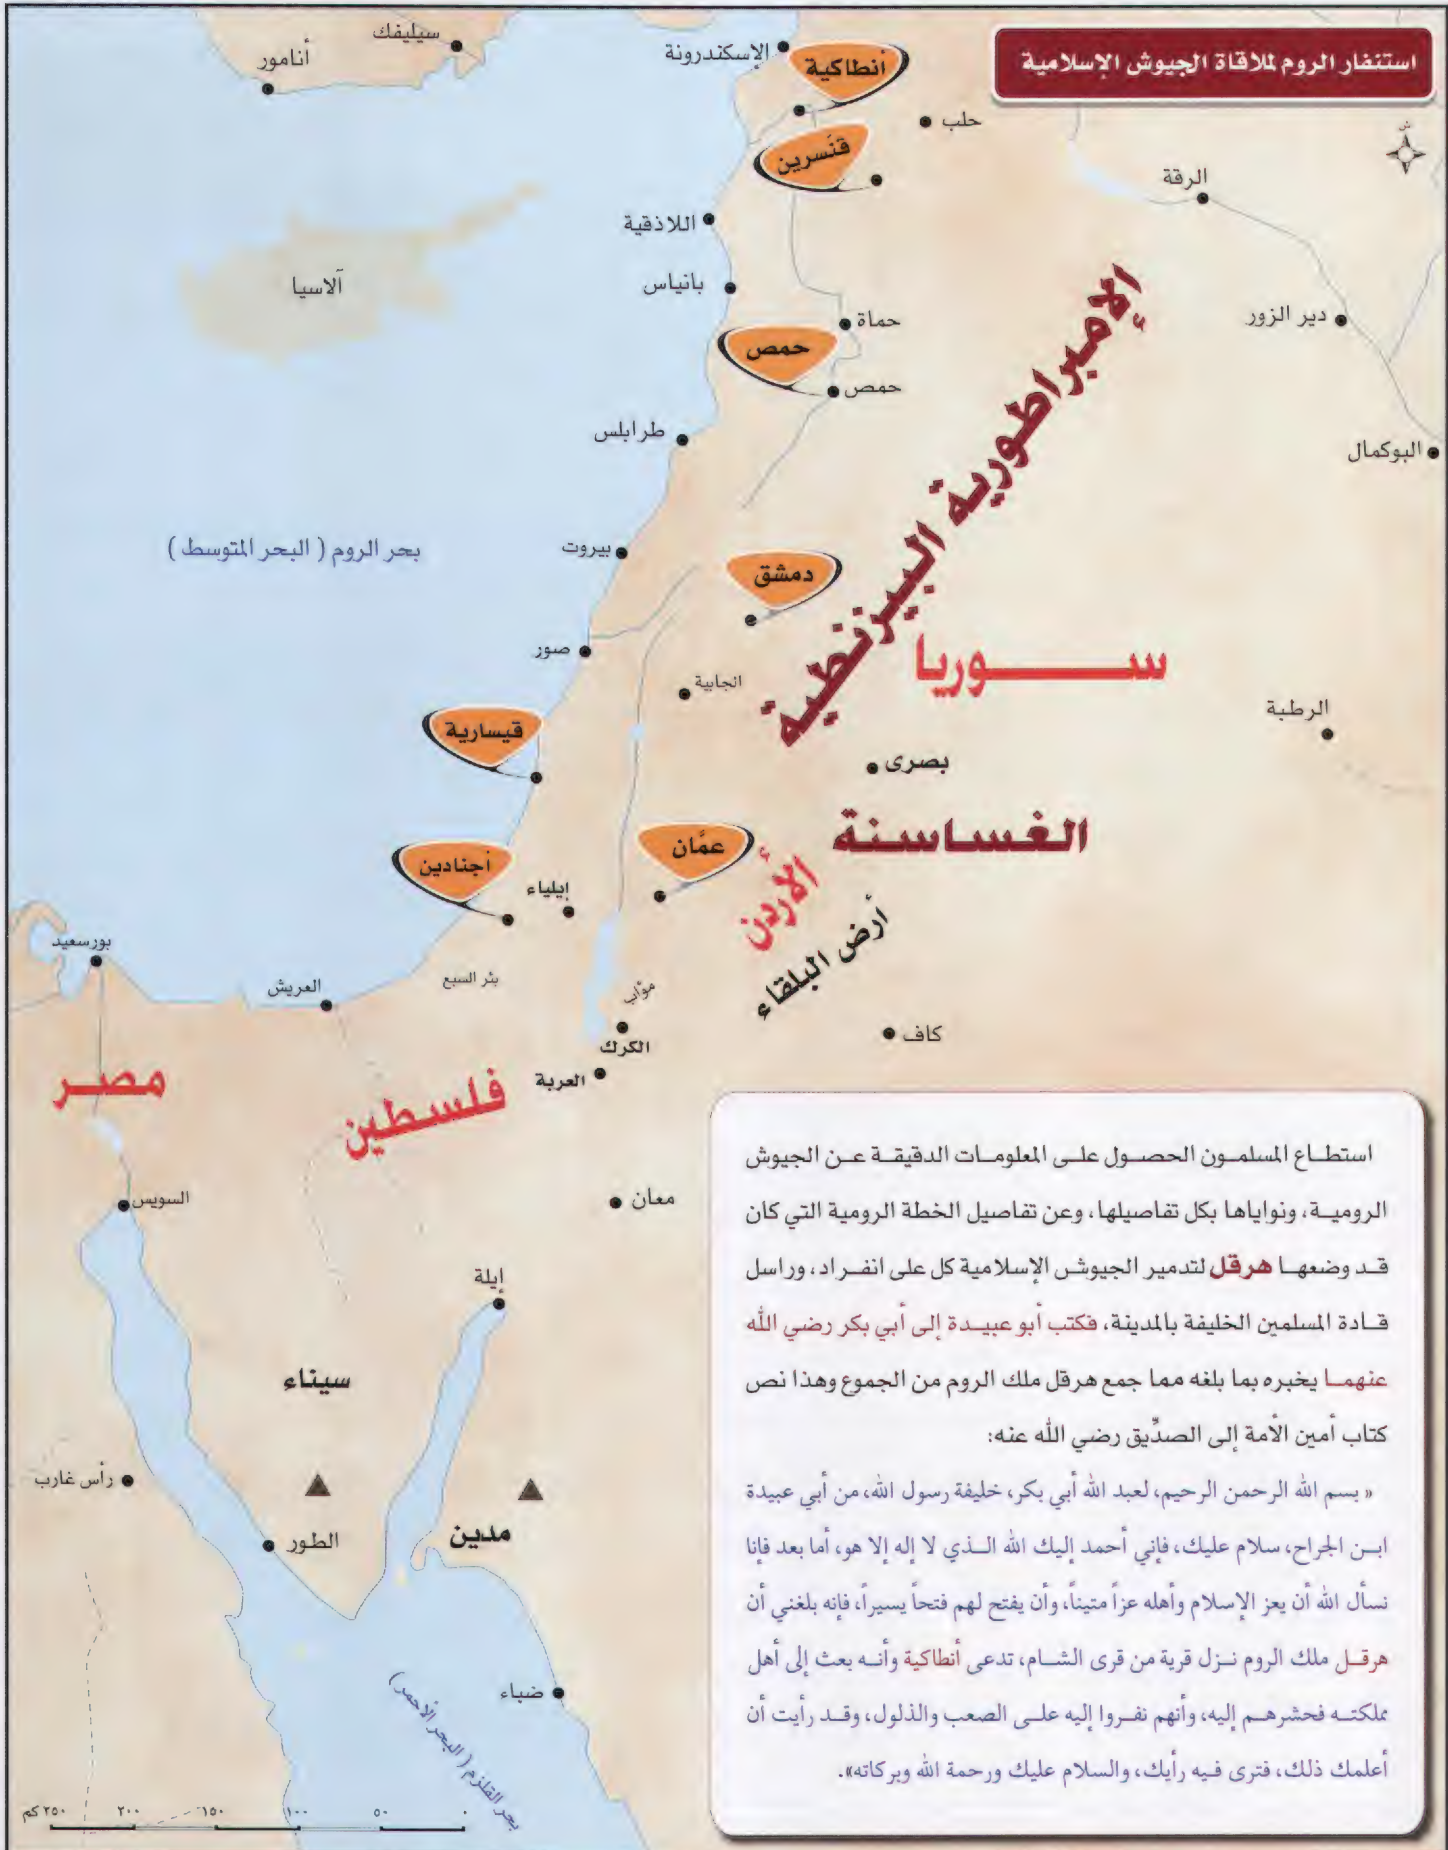 استنفار الروم لملاقاة الجيوش الإسلامية
ش
سيليفك
أنامور
الإسكندرونة
أنطاكية
حلب
قنسرين
الرقة
اللاذقية
آلاسيا
بانياس
حماة
دير الزور
حمص
حمص
طرابلس
البوكمال
الإمبراطورية البيزنطية
بحر الروم ( البحر المتوسط )
بيروت
دمشق
صور
سوريا
الجابية
الرطبة
قيسارية
بصرى
الغساسنة
عمَّان
أجنادين
إيلياء
الأردن
أرض البلقاء
بورسعيد
العريش
بئر السبع
مؤاب
كاف
الكرك
العربة
مصر
فلسطين
معان
السويس
إيلة
سيناء
رأس غارب
الطور
مدين
ضباء
بحر القلزم ( البحر الأحمر )
٠ ٥٠ ١٠٠ ١٥٠ ٢٠٠ ٢٥٠ كم
استطاع المسلمون الحصول على المعلومات الدقيقة عن الجيوش
الرومية، ونواياها بكل تفاصيلها، وعن تفاصيل الخطة الرومية التي كان
قد وضعها هرقل لتدمير الجيوش الإسلامية كل على انفراد، وراسل
قادة المسلمين الخليفة بالمدينة، فكتب أبو عبيدة إلى أبي بكر رضي الله
عنهما يخبره بما بلغه مما جمع هرقل ملك الروم من الجموع وهذا نص
كتاب أمين الأمة إلى الصدِّيق رضي الله عنه:
« بسم الله الرحمن الرحيم، لعبد الله أبي بكر، خليفة رسول الله، من أبي عبيدة
ابن الجراح، سلام عليك، فإني أحمد إليك الله الذي لا إله إلا هو، أما بعد فإنا
نسأل الله أن يعز الإسلام وأهله عزاً متيناً، وأن يفتح لهم فتحاً يسيراً، فإنه بلغني أن
هرقل ملك الروم نزل قرية من قرى الشام، تدعى أنطاكية وأنه بعث إلى أهل
مملكته فحشرهم إليه، وأنهم نفروا إليه على الصعب والذلول، وقد رأيت أن
أعلمك ذلك، فترى فيه رأيك، والسلام عليك ورحمة الله وبركاته».